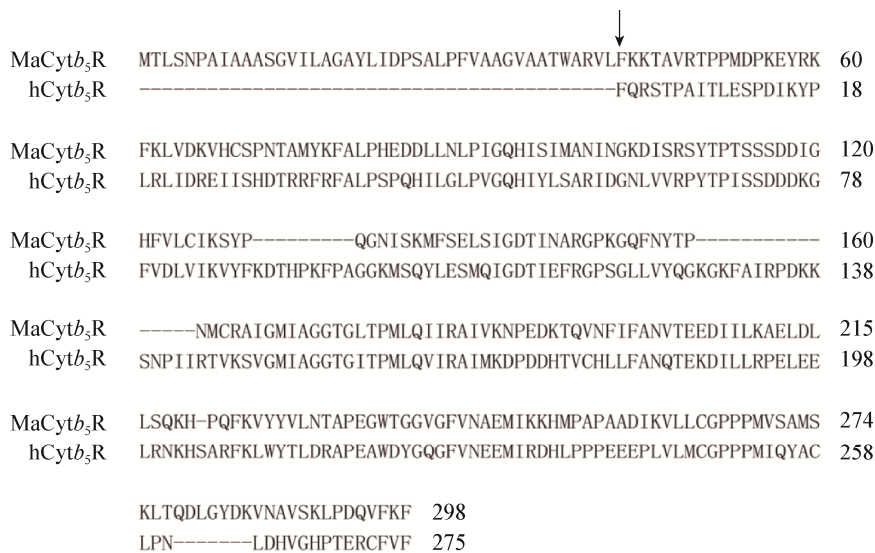 MaCytb₅R MTLSNPAIAAASGVILAGAYLIDPSALPFVAAGVAATWARVLFKKTAVRTPPMDPKEYRK 60
hCytb₅R ------------------------------------------FQRSTPAITLESPDIKYP 18
MaCytb₅R FKLVDKVHCSPNTAMYKFALPHEDDLLNLPIGQHISIMANINGKDISRSYTPTSSSDDIG 120
hCytb₅R LRLIDREIISHDTRRFRFALPSPQHILGLPVGQHIYLSARIDGNLVVRPYTPISSDDDKG 78
MaCytb₅R HFVLCIKSYP---------QGNISKMFSELSIGDTINARGPKGQFNYTP----------- 160
hCytb₅R FVDLVIKVYFKDTHPKFPAGGKMSQYLESMQIGDTIEFRGPSGLLVYQGKGKFAIRPDKK 138
MaCytb₅R -----NMCRAIGMIAGGTGLTPMLQIIRAIVKNPEDKTQVNFIFANVTEEDIILKAELDL 215
hCytb₅R SNPIIRTVKSVGMIAGGTGITPMLQVIRAIMKDPDDHTVCHLLFANQTEKDILLRPELEE 198
MaCytb₅R LSQKH-PQFKVYYVLNTAPEGWTGGVGFVNAEMIKKHMPAPAADIKVLLCGPPPMVSAMS 274
hCytb₅R LRNKHSARFKLWYTLDRAPEAWDYGQGFVNEEMIRDHLPPPEEEPLVLMCGPPPMIQYAC 258
KLTQDLGYDKVNAVSKLPDQVFKF 298
LPN-------LDHVGHPTERCFVF 275